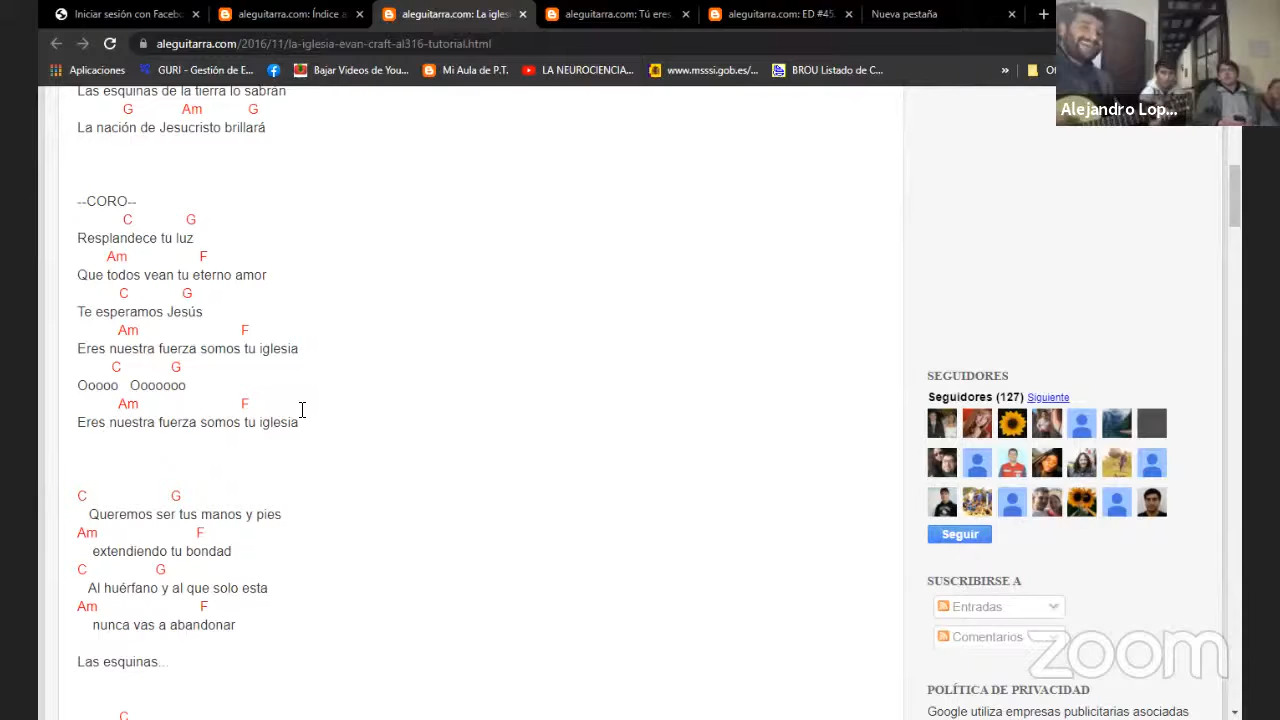 Iniciar sesión con Faceb
aleguitarra.com: Índice a
aleguitarra.com: La igles
aleguitarra.com: Tú eres
aleguitarra.com: ED #45
Nueva pestaña
aleguitarra.com/2016/11/la-iglesia-evan-craft-al316-tutorial.html
Aplicaciones
GURI - Gestión de E...
Bajar Videos de You...
Mi Aula de P.T.
LA NEUROCIENCIA...
www.msssi.gob.es/...
BROU Listado de C...
»
Ot
Alejandro Lop...
Las esquinas de la tierra lo sabrán
G Am G
La nación de Jesucristo brillará
--CORO--
C G
Resplandece tu luz
Am F
Que todos vean tu eterno amor
C G
Te esperamos Jesús
Am F
Eres nuestra fuerza somos tu iglesia
C G
Ooooo Ooooooo
Am F
Eres nuestra fuerza somos tu iglesia
C G
Queremos ser tus manos y pies
Am F
extendiendo tu bondad
C G
Al huérfano y al que solo esta
Am F
nunca vas a abandonar
Las esquinas...
C
SEGUIDORES
Seguidores (127) Siguiente
Seguir
SUSCRIBIRSE A
Entradas
Comentarios
zoom
POLÍTICA DE PRIVACIDAD
Google utiliza empresas publicitarias asociadas